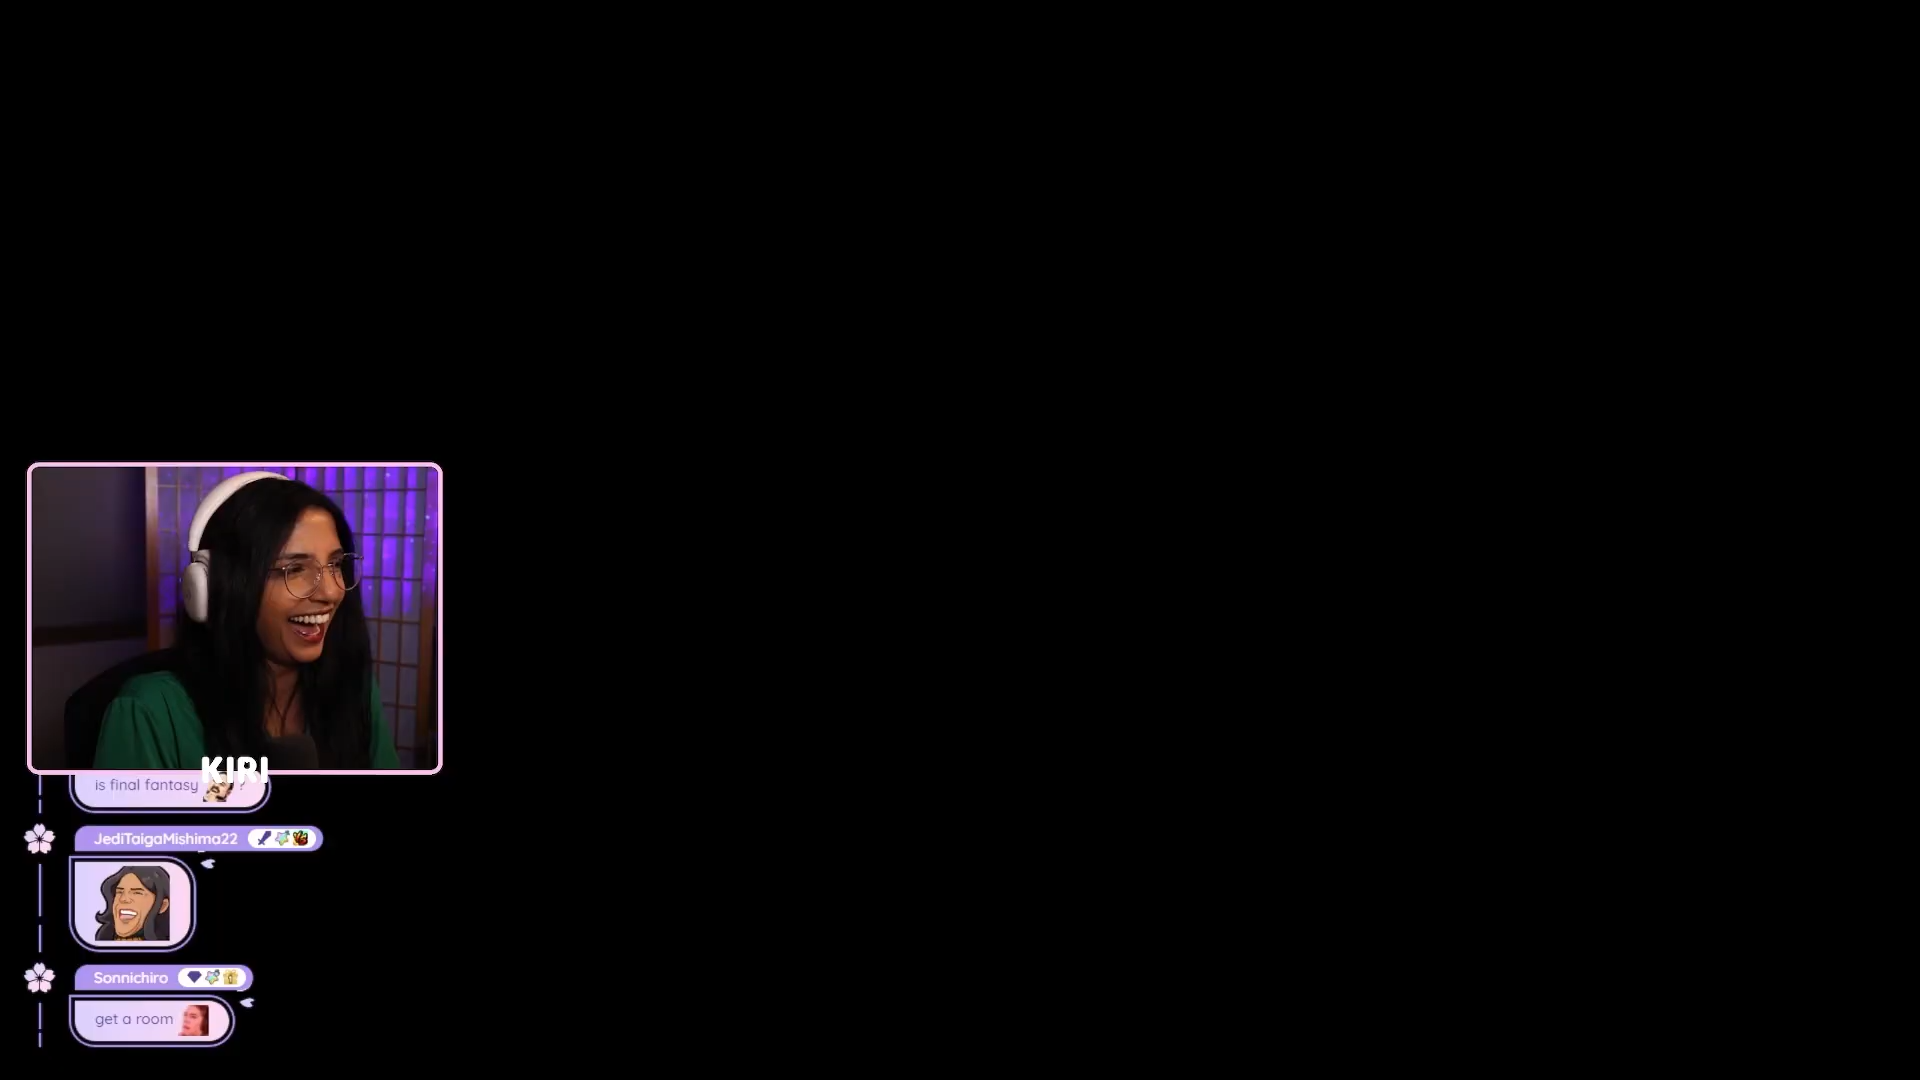 KIRI
is final fantasy ?
JediTaigaMishima22
Sonnichiro
get a room